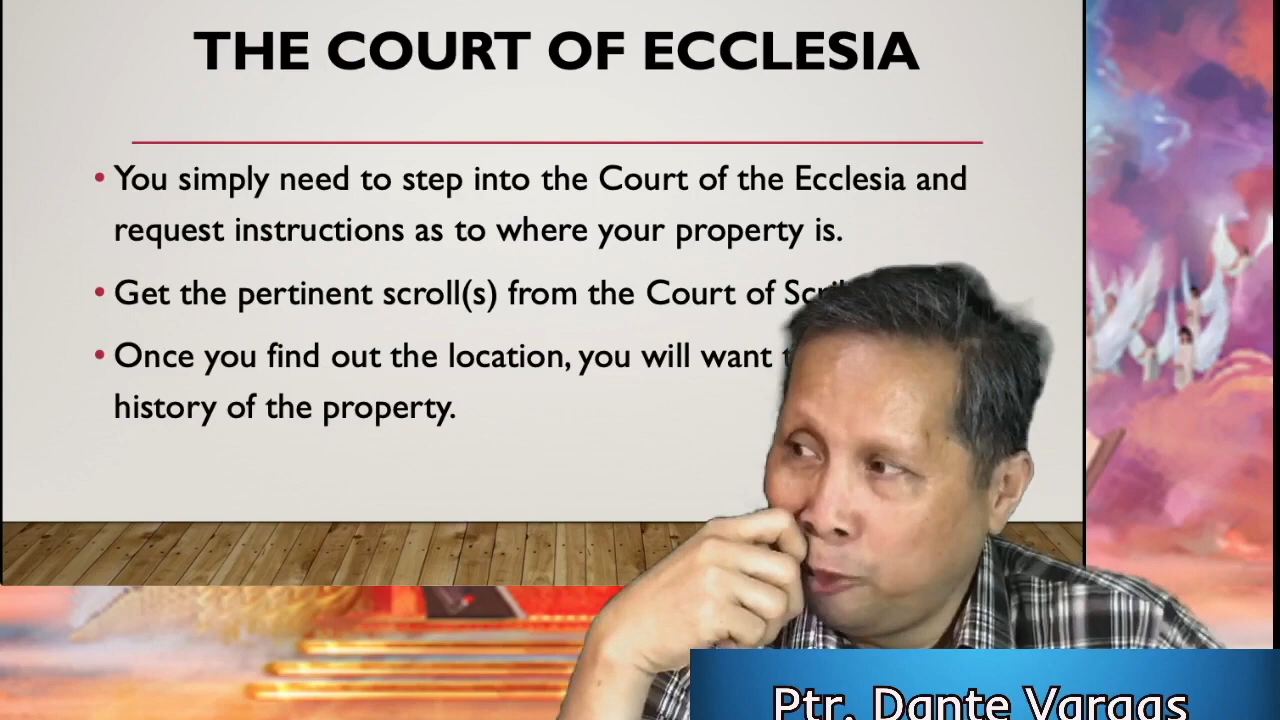 THE COURT OF ECCLESIA
• You simply need to step into the Court of the Ecclesia and
request instructions as to where your property is.
• Get the pertinent scroll(s) from the Court of
• Once you find out the location, you will want
history of the property.
Ptr. Dante Vargas